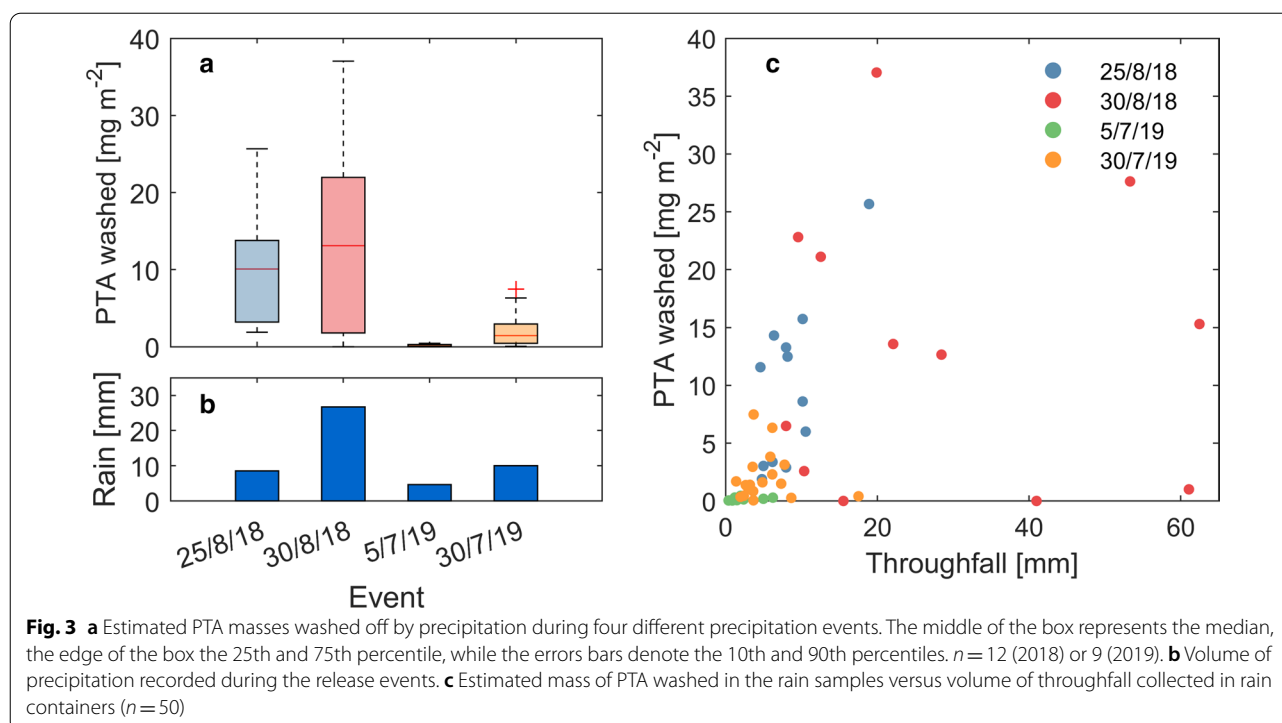 a
PTA washed [mg m⁻²]
40
30
20
10
0
b
Rain [mm]
30
20
10
0
25/8/18
30/8/18
5/7/19
30/7/19
Event
c
PTA washed [mg m⁻²]
40
35
30
25
20
15
10
5
0
0
20
40
60
Throughfall [mm]
25/8/18
30/8/18
5/7/19
30/7/19
Fig. 3 a Estimated PTA masses washed off by precipitation during four different precipitation events. The middle of the box represents the median,
the edge of the box the 25th and 75th percentile, while the errors bars denote the 10th and 90th percentiles. n = 12 (2018) or 9 (2019). b Volume of
precipitation recorded during the release events. c Estimated mass of PTA washed in the rain samples versus volume of throughfall collected in rain
containers (n = 50)